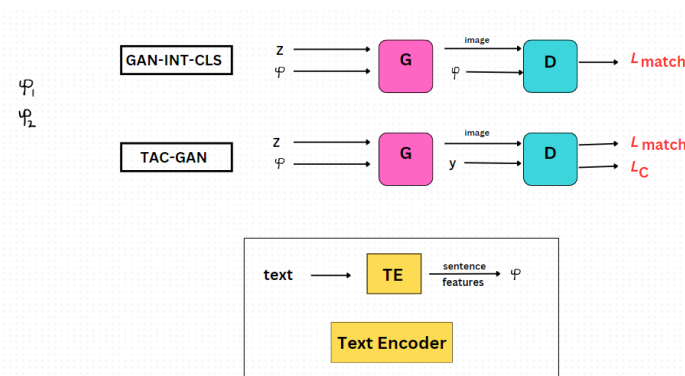 GAN-INT-CLS
z
φ
G
image
φ
D
L match
φ1
φ2
TAC-GAN
z
φ
G
image
y
D
L match
L C
text
TE
sentence
features
φ
Text Encoder